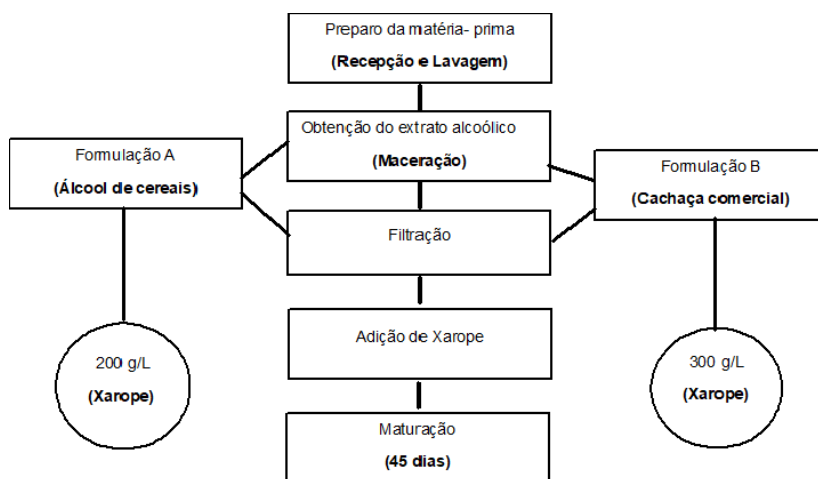 Preparo da matéria- prima
(Recepção e Lavagem)
Obtenção do extrato alcoólico
(Maceração)
Formulação A
(Álcool de cereais)
Formulação B
(Cachaça comercial)
Filtração
Adição de Xarope
200 g/L
(Xarope)
300 g/L
(Xarope)
Maturação
(45 dias)